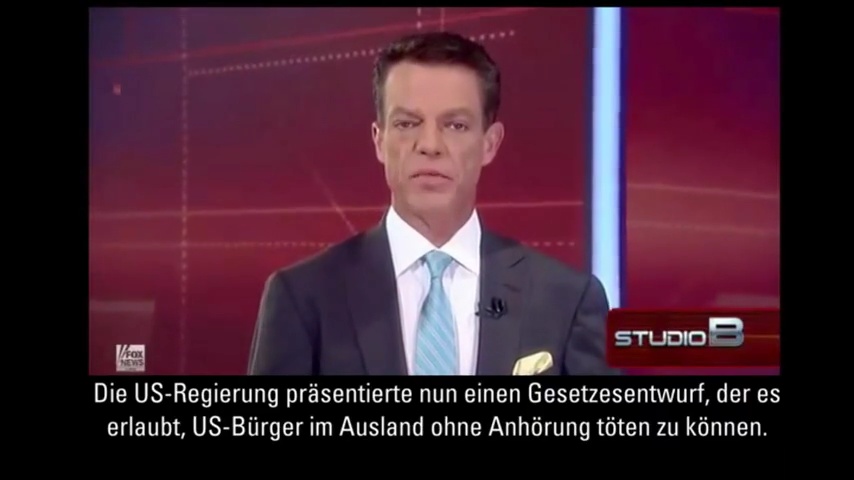 STUDIO B
FOX
NEWS
Die US-Regierung präsentierte nun einen Gesetzesentwurf, der es
erlaubt, US-Bürger im Ausland ohne Anhörung töten zu können.